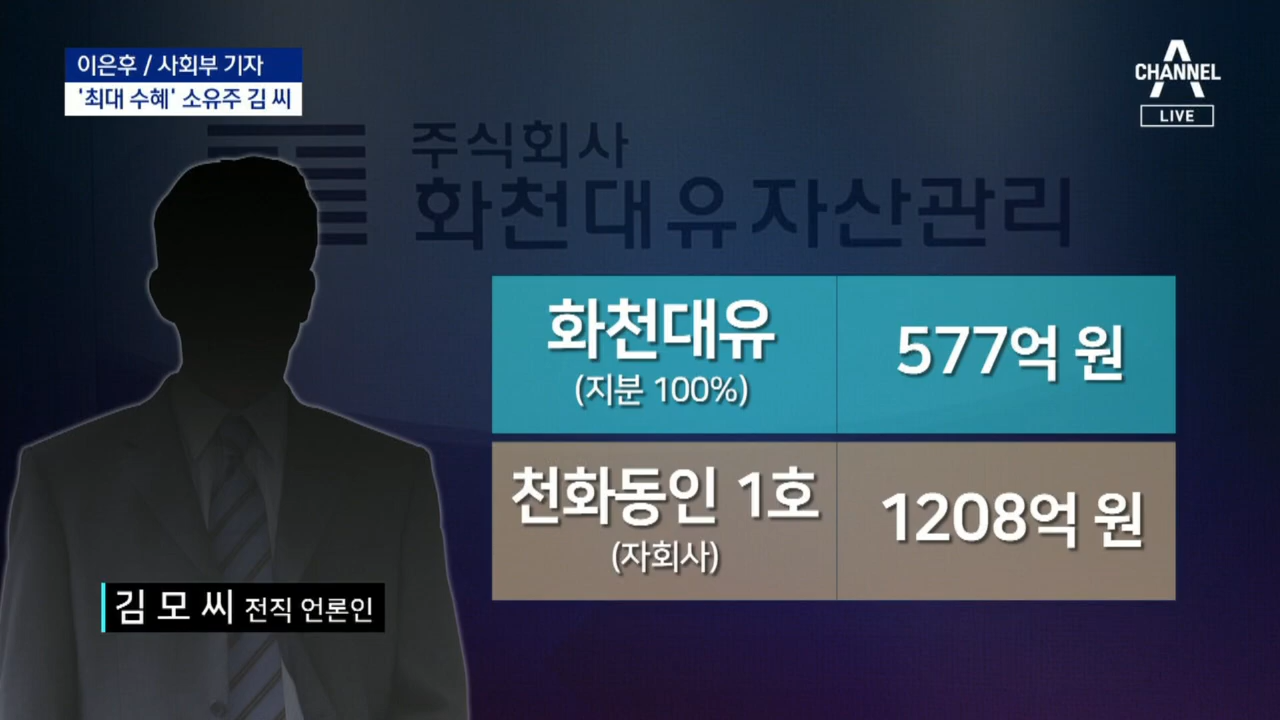 이은후 / 사회부 기자
'최대 수혜' 소유주 김 씨
CHANNEL A
LIVE
주식회사
화천대유자산관리
화천대유
(지분 100%)
577억 원
천화동인 1호
(자회사)
1208억 원
김 모 씨 전직 언론인